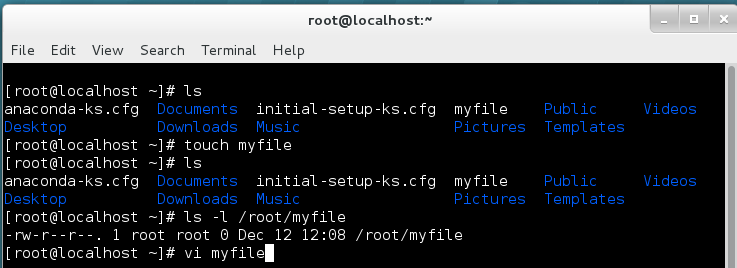 root@localhost:~
File Edit View Search Terminal Help
[root@localhost ~]# ls
anaconda-ks.cfg  Documents  initial-setup-ks.cfg  myfile    Public     Videos
Desktop          Downloads  Music                 Pictures  Templates
[root@localhost ~]# touch myfile
[root@localhost ~]# ls
anaconda-ks.cfg  Documents  initial-setup-ks.cfg  myfile    Public     Videos
Desktop          Downloads  Music                 Pictures  Templates
[root@localhost ~]# ls -l /root/myfile
-rw-r--r--. 1 root root 0 Dec 12 12:08 /root/myfile
[root@localhost ~]# vi myfile